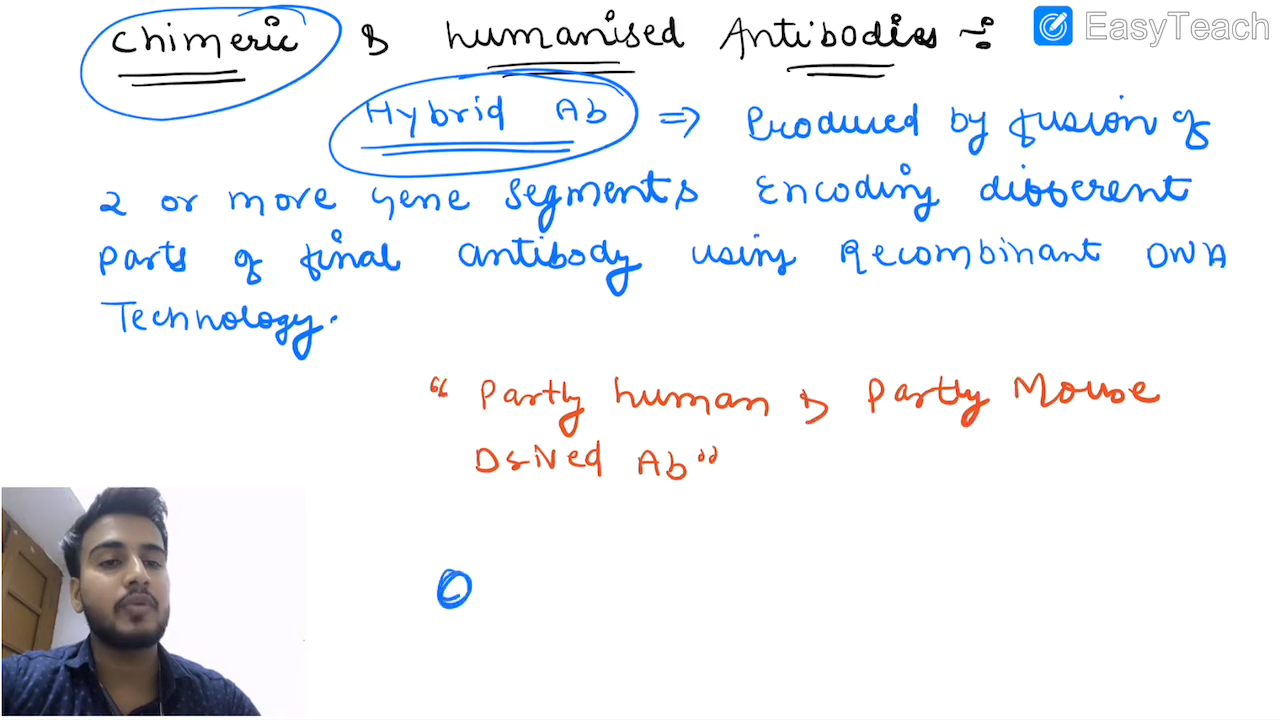 Chimeric & humanised Antibodies :-
EasyTeach
Hybrid Ab => Produced by fusion of
2 or more gene segments Encoding different
parts of final antibody using Recombinant DNA
Technology.
"Partly human & Partly Mouse
Derived Ab"